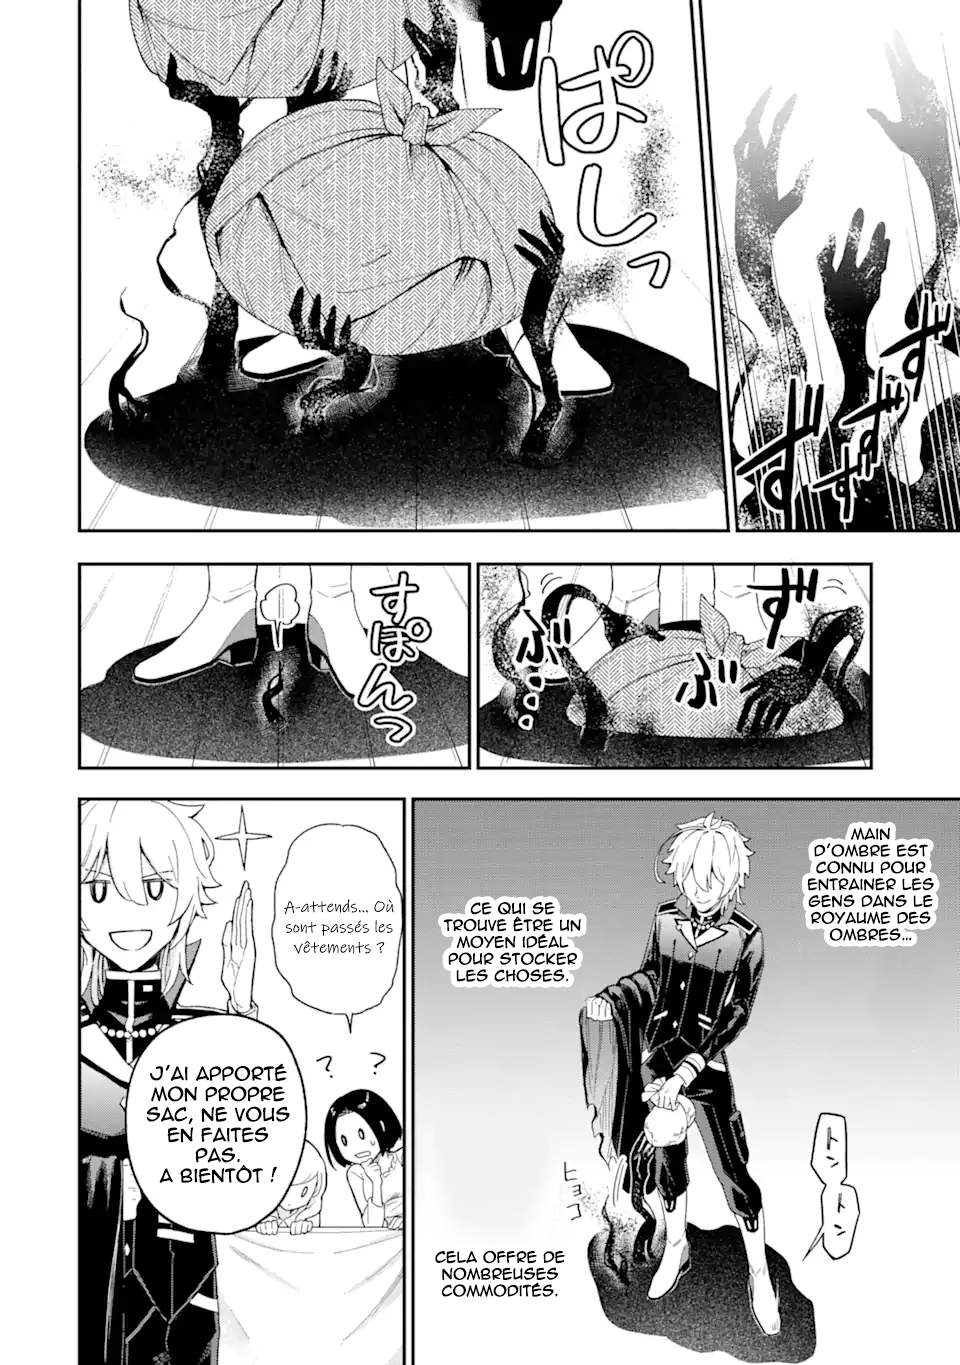 ずずずず
ぱしっ
ずっ
ぶぶ…
すぽんっ
MAIN
D'OMBRE EST
CONNU POUR
ENTRAINER LES
GENS DANS LE
ROYAUME DES
OMBRES...
CE QUI SE
TROUVE ÊTRE UN
MOYEN IDÉAL
POUR STOCKER
LES CHOSES.
トントン
ヒョコ
CELA OFFRE DE
NOMBREUSES
COMMODITÉS.
A-attends... Où
sont passés les
vêtements ?
? ?
J'AI APPORTÉ
MON PROPRE
SAC, NE VOUS
EN FAITES
PAS.
A BIENTÔT !